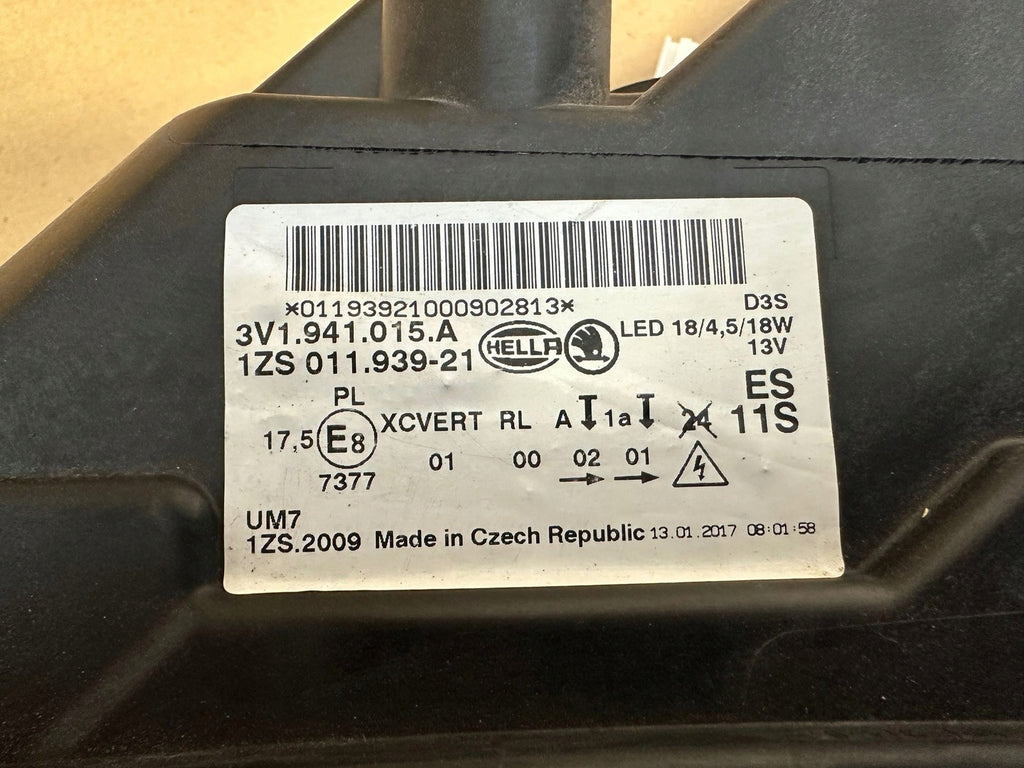 *011939210009028 13*
3V1.941.015.A
1ZS 011.939-21
HELLA
D3S
LED 18/4,5/18W
13V
ES
11S
PL
17,5 E8 XCVERT RL A 1a 24
01 00 02 01
7377
UM7
1ZS.2009 Made in Czech Republic 13.01.2017 08:01:58